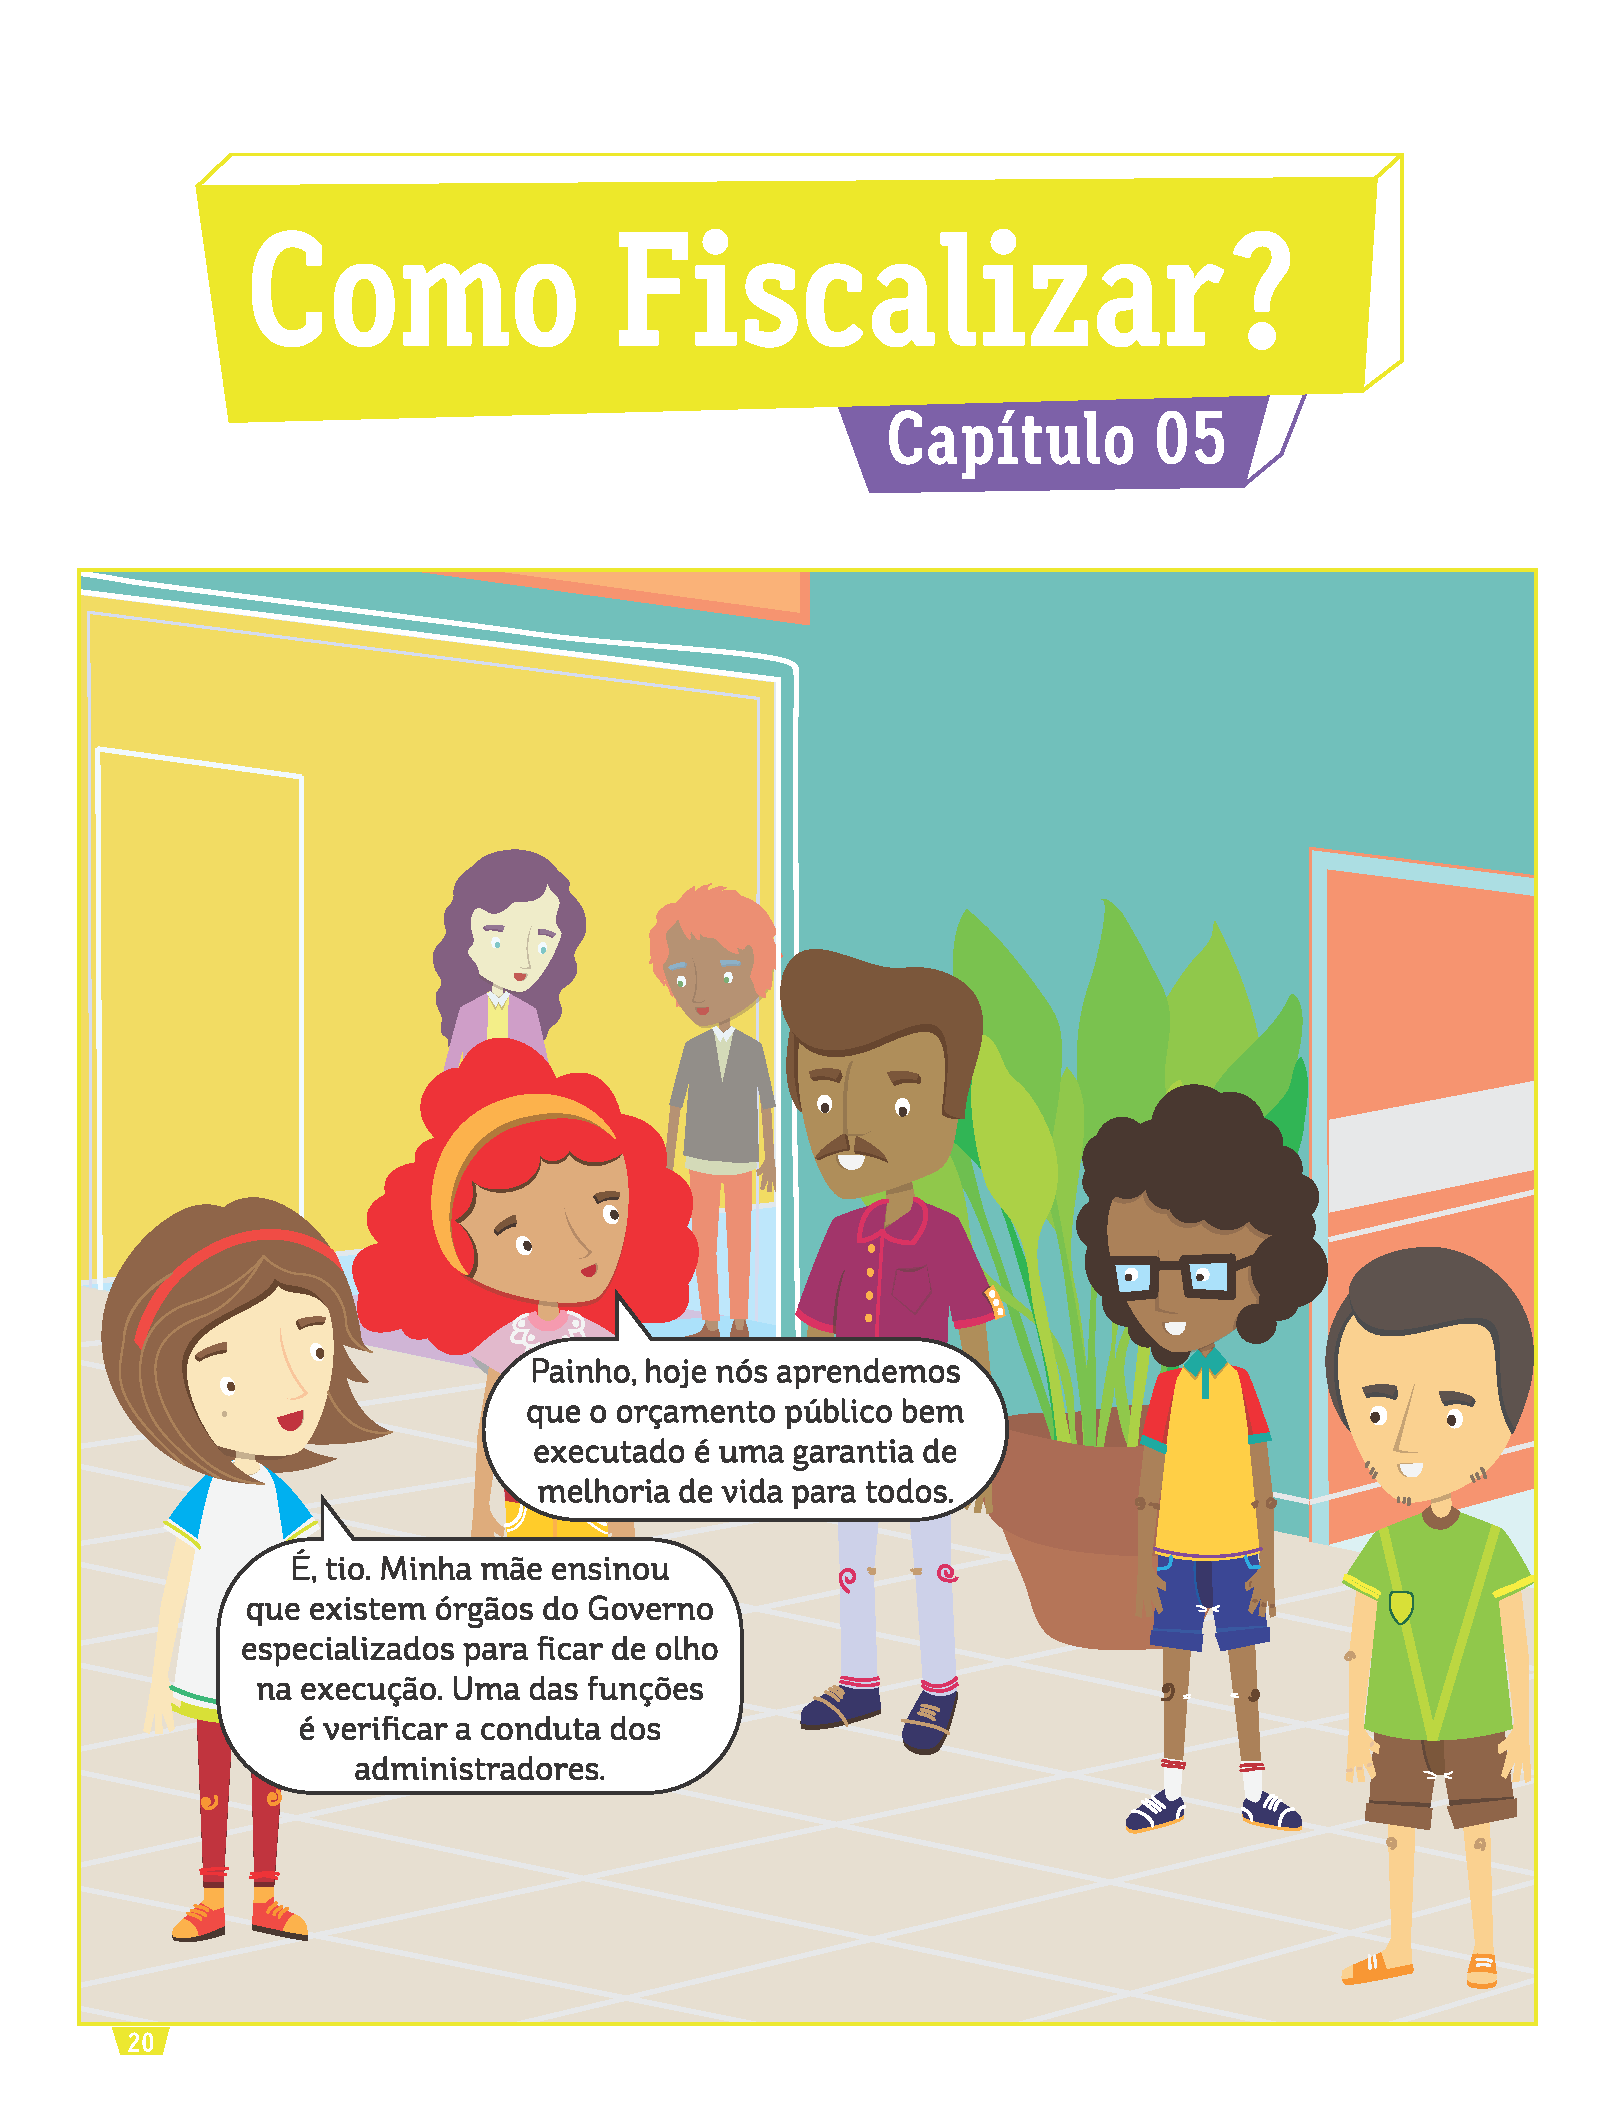 Como Fiscalizar?
Capítulo 05
Painho, hoje nós aprendemos
que o orçamento público bem
executado é uma garantia de
melhoria de vida para todos.
É, tio. Minha mãe ensinou
que existem órgãos do Governo
especializados para ficar de olho
na execução. Uma das funções
é verificar a conduta dos
administradores.
20